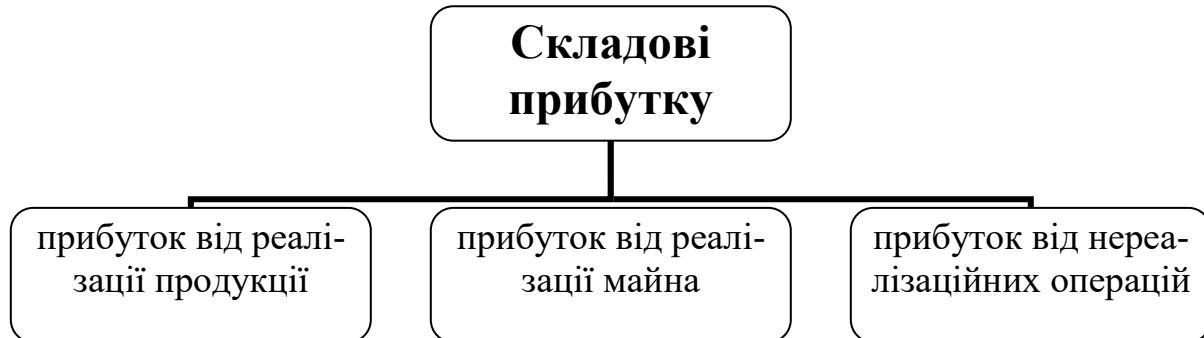 Складові
прибутку
прибуток від реалі-
зації продукції
прибуток від реалі-
зації майна
прибуток від нереа-
лізаційних операцій